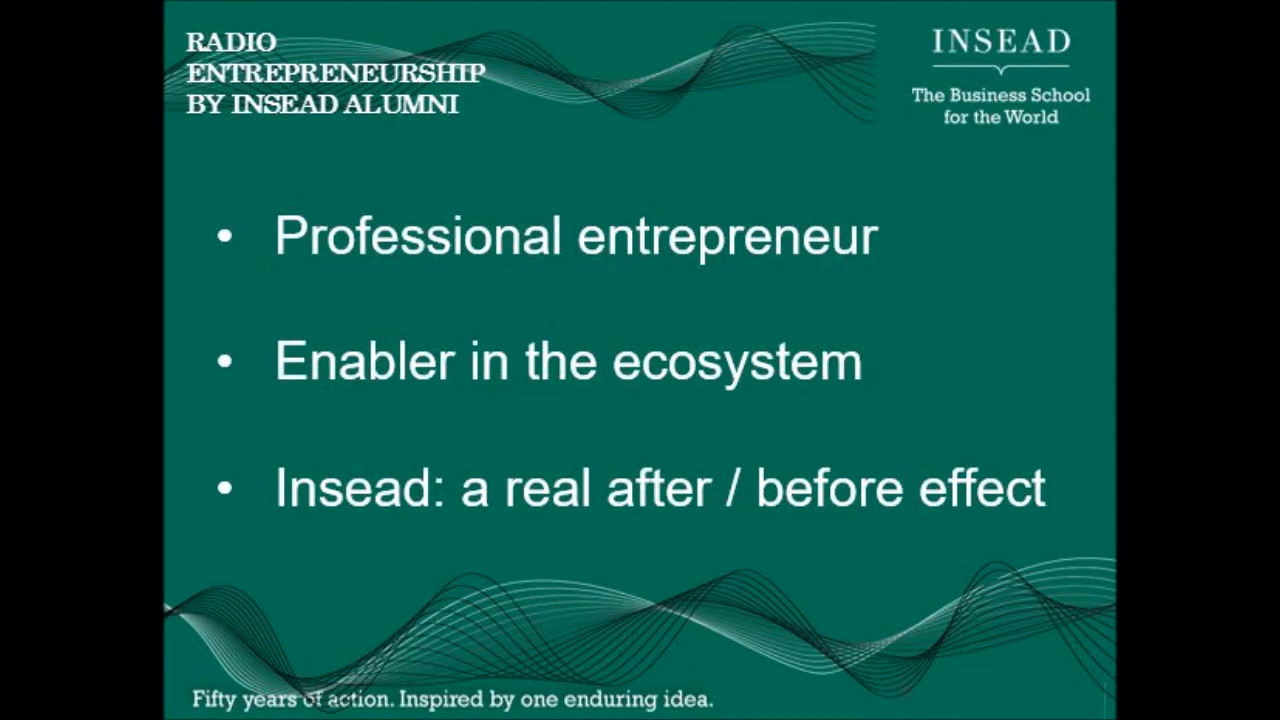 RADIO
ENTREPRENEURSHIP
BY INSEAD ALUMNI
INSEAD
The Business School
for the World
• Professional entrepreneur
• Enabler in the ecosystem
• Insead: a real after / before effect
Fifty years of action. Inspired by one enduring idea.